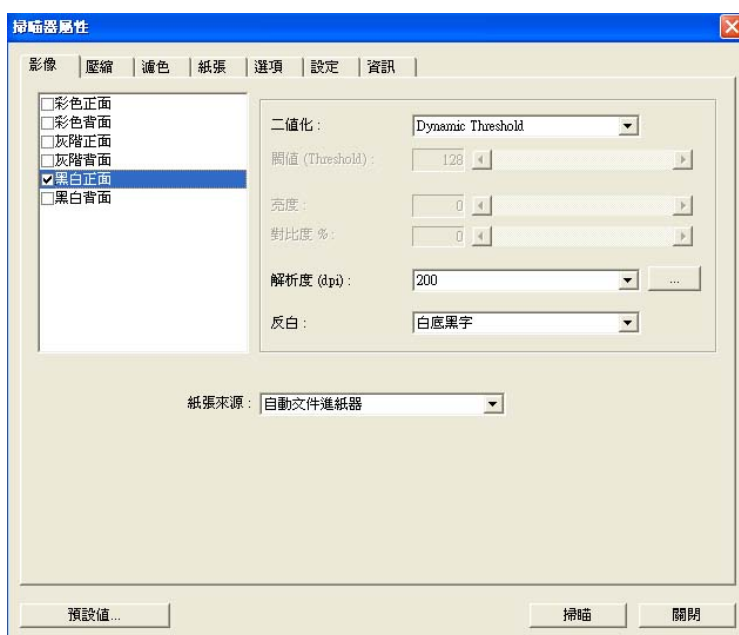 掃瞄器屬性
影像 壓縮 濾色 紙張 選項 設定 資訊
彩色正面
彩色背面
灰階正面
灰階背面
黑白正面
黑白背面
二值化 : Dynamic Threshold
閥值 (Threshold) : 128
亮度 : 0
對比度 % : 0
解析度 (dpi) : 200 ...
反白 : 白底黑字
紙張來源 : 自動文件進紙器
預設值... 掃瞄 關閉